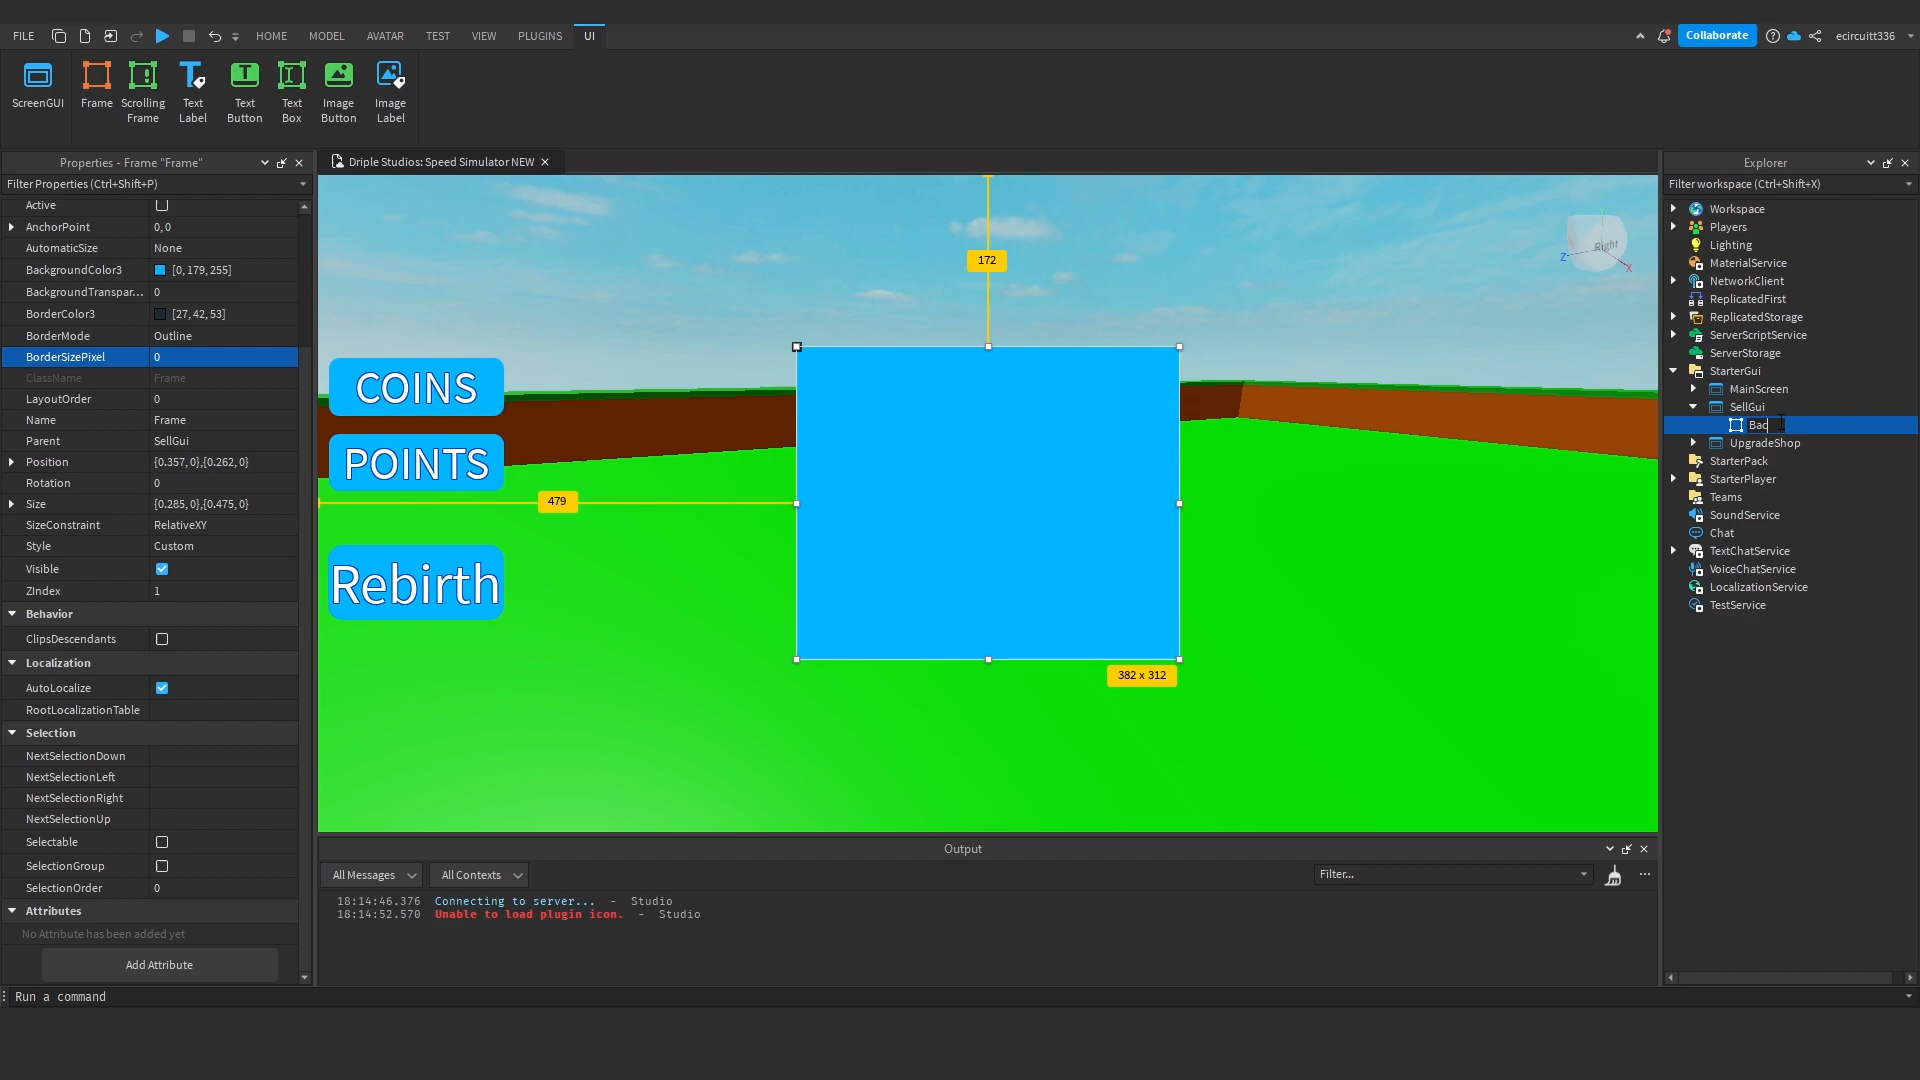 FILE HOME MODEL AVATAR TEST VIEW PLUGINS UI Collaborate ecircuitt336
ScreenGUI
Frame
Scrolling Frame
Text Label
Text Button
Text Box
Image Button
Image Label
Properties - Frame "Frame"
Filter Properties (Ctrl+Shift+P)
Active
AnchorPoint 0, 0
AutomaticSize None
BackgroundColor3 [0, 179, 255]
BackgroundTranspar... 0
BorderColor3 [27, 42, 53]
BorderMode Outline
BorderSizePixel 0
ClassName Frame
LayoutOrder 0
Name Frame
Parent SellGui
Position {0.357, 0},{0.262, 0}
Rotation 0
Size {0.285, 0},{0.475, 0}
SizeConstraint RelativeXY
Style Custom
Visible
ZIndex 1
Behavior
ClipsDescendants
Localization
AutoLocalize
RootLocalizationTable
Selection
NextSelectionDown
NextSelectionLeft
NextSelectionRight
NextSelectionUp
Selectable
SelectionGroup
SelectionOrder 0
Attributes
No Attribute has been added yet
Add Attribute
Run a command
Driple Studios: Speed Simulator NEW
172
Right
Z
X
COINS
POINTS
479
Rebirth
382 x 312
Output
All Messages All Contexts Filter...
18:14:46.376 Connecting to server... - Studio
18:14:52.570 Unable to load plugin icon. - Studio
Explorer
Filter workspace (Ctrl+Shift+X)
Workspace
Players
Lighting
MaterialService
NetworkClient
ReplicatedFirst
ReplicatedStorage
ServerScriptService
ServerStorage
StarterGui
MainScreen
SellGui
Bac
UpgradeShop
StarterPack
StarterPlayer
Teams
SoundService
Chat
TextChatService
VoiceChatService
LocalizationService
TestService